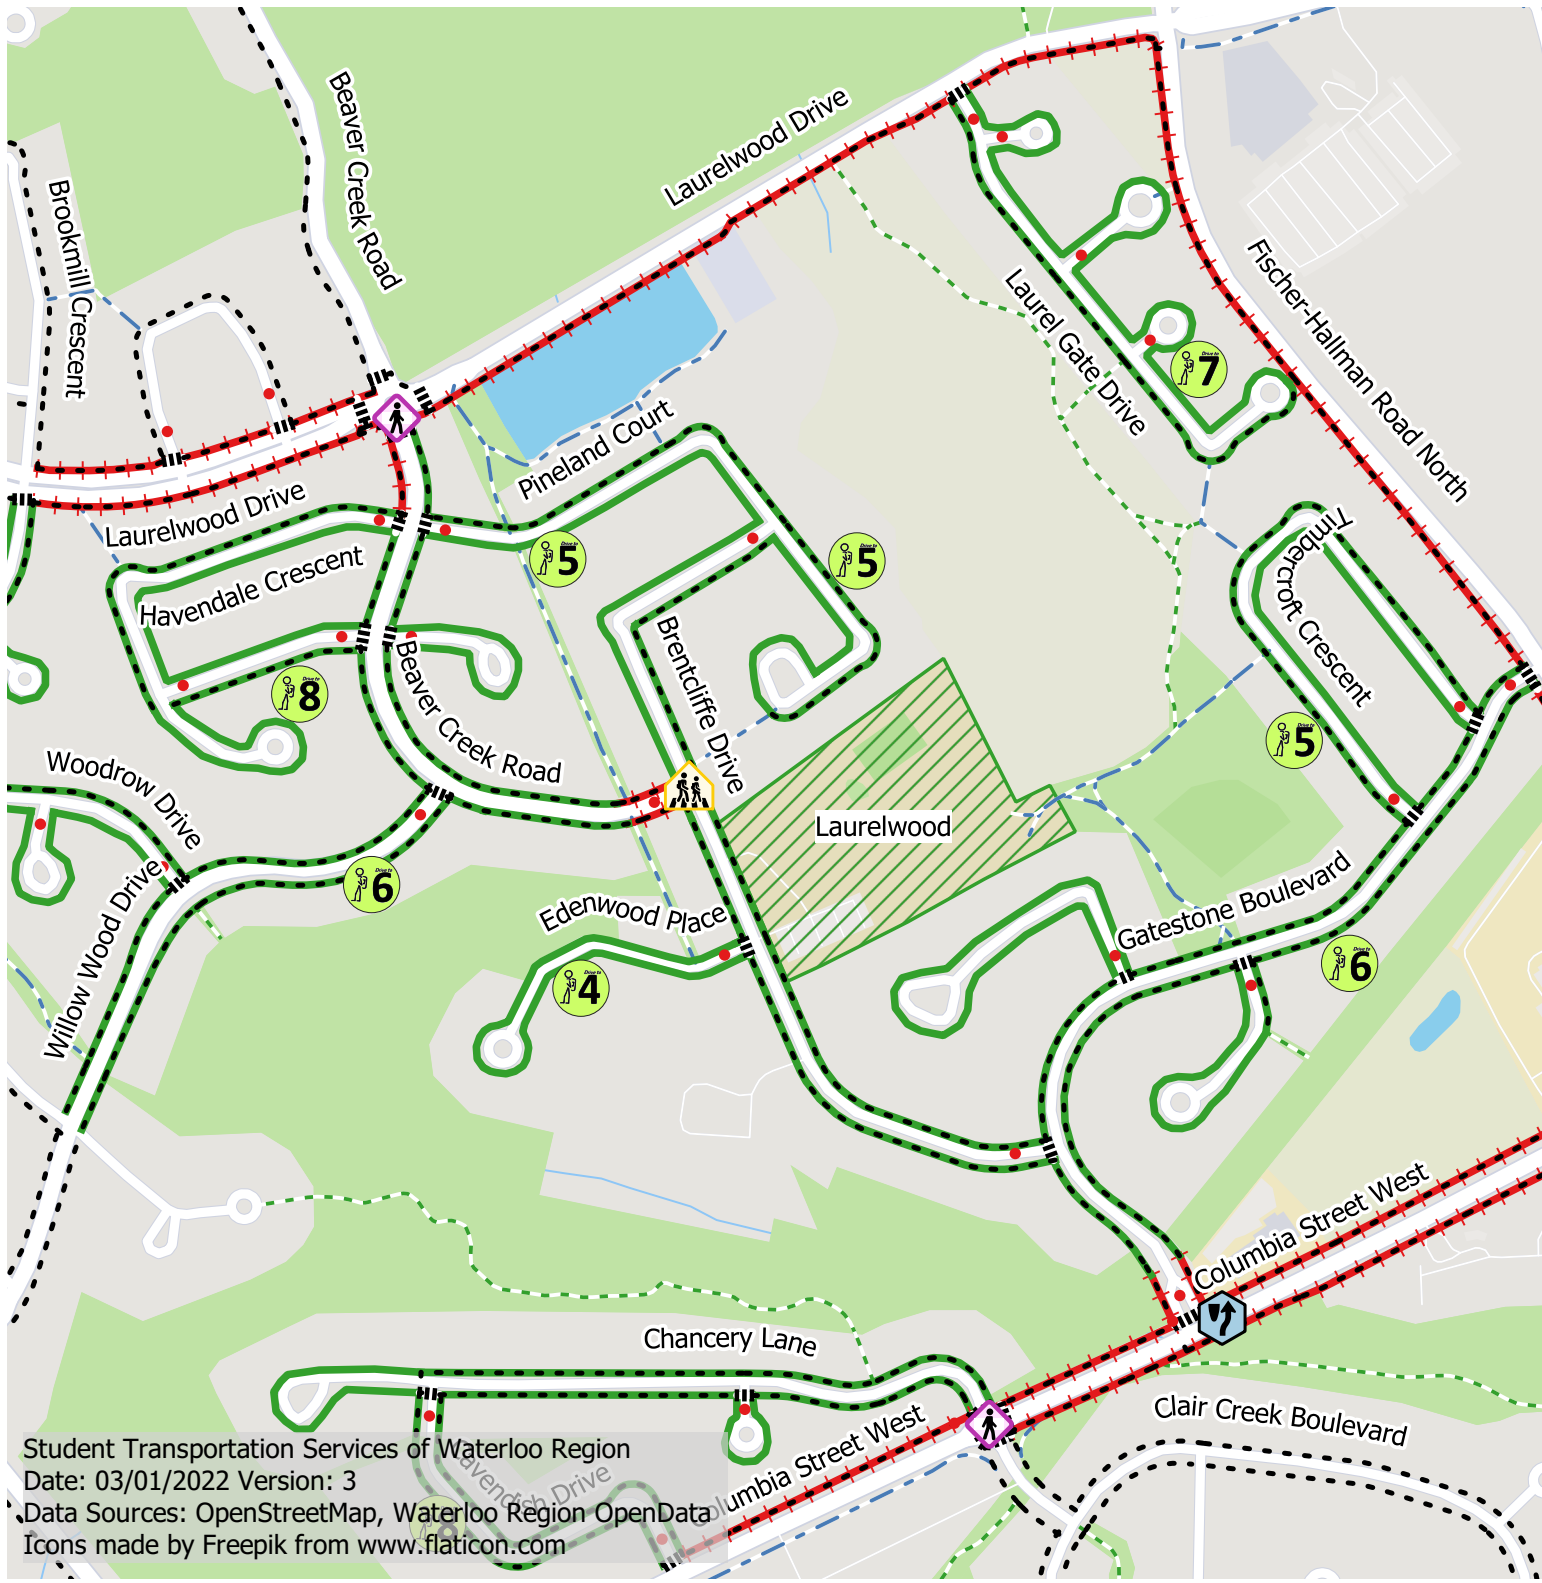 Beaver Creek Road
Laurelwood Drive
Brookmill Crescent
Fischer-Hallman Road North
Laurel Gate Drive
7
Pineland Court
Laurelwood Drive
Havendale Crescent
5
5
Timbercroft Crescent
Brentcliffe Drive
Beaver Creek Road
8
5
Woodrow Drive
Laurelwood
6
Willow Wood Drive
Edenwood Place
4
Gatestone Boulevard
6
Columbia Street West
Chancery Lane
Clair Creek Boulevard
Columbia Street West
Cavendish Drive
8
Student Transportation Services of Waterloo Region
Date: 03/01/2022 Version: 3
Data Sources: OpenStreetMap, Waterloo Region OpenData
Icons made by Freepik from www.flaticon.com